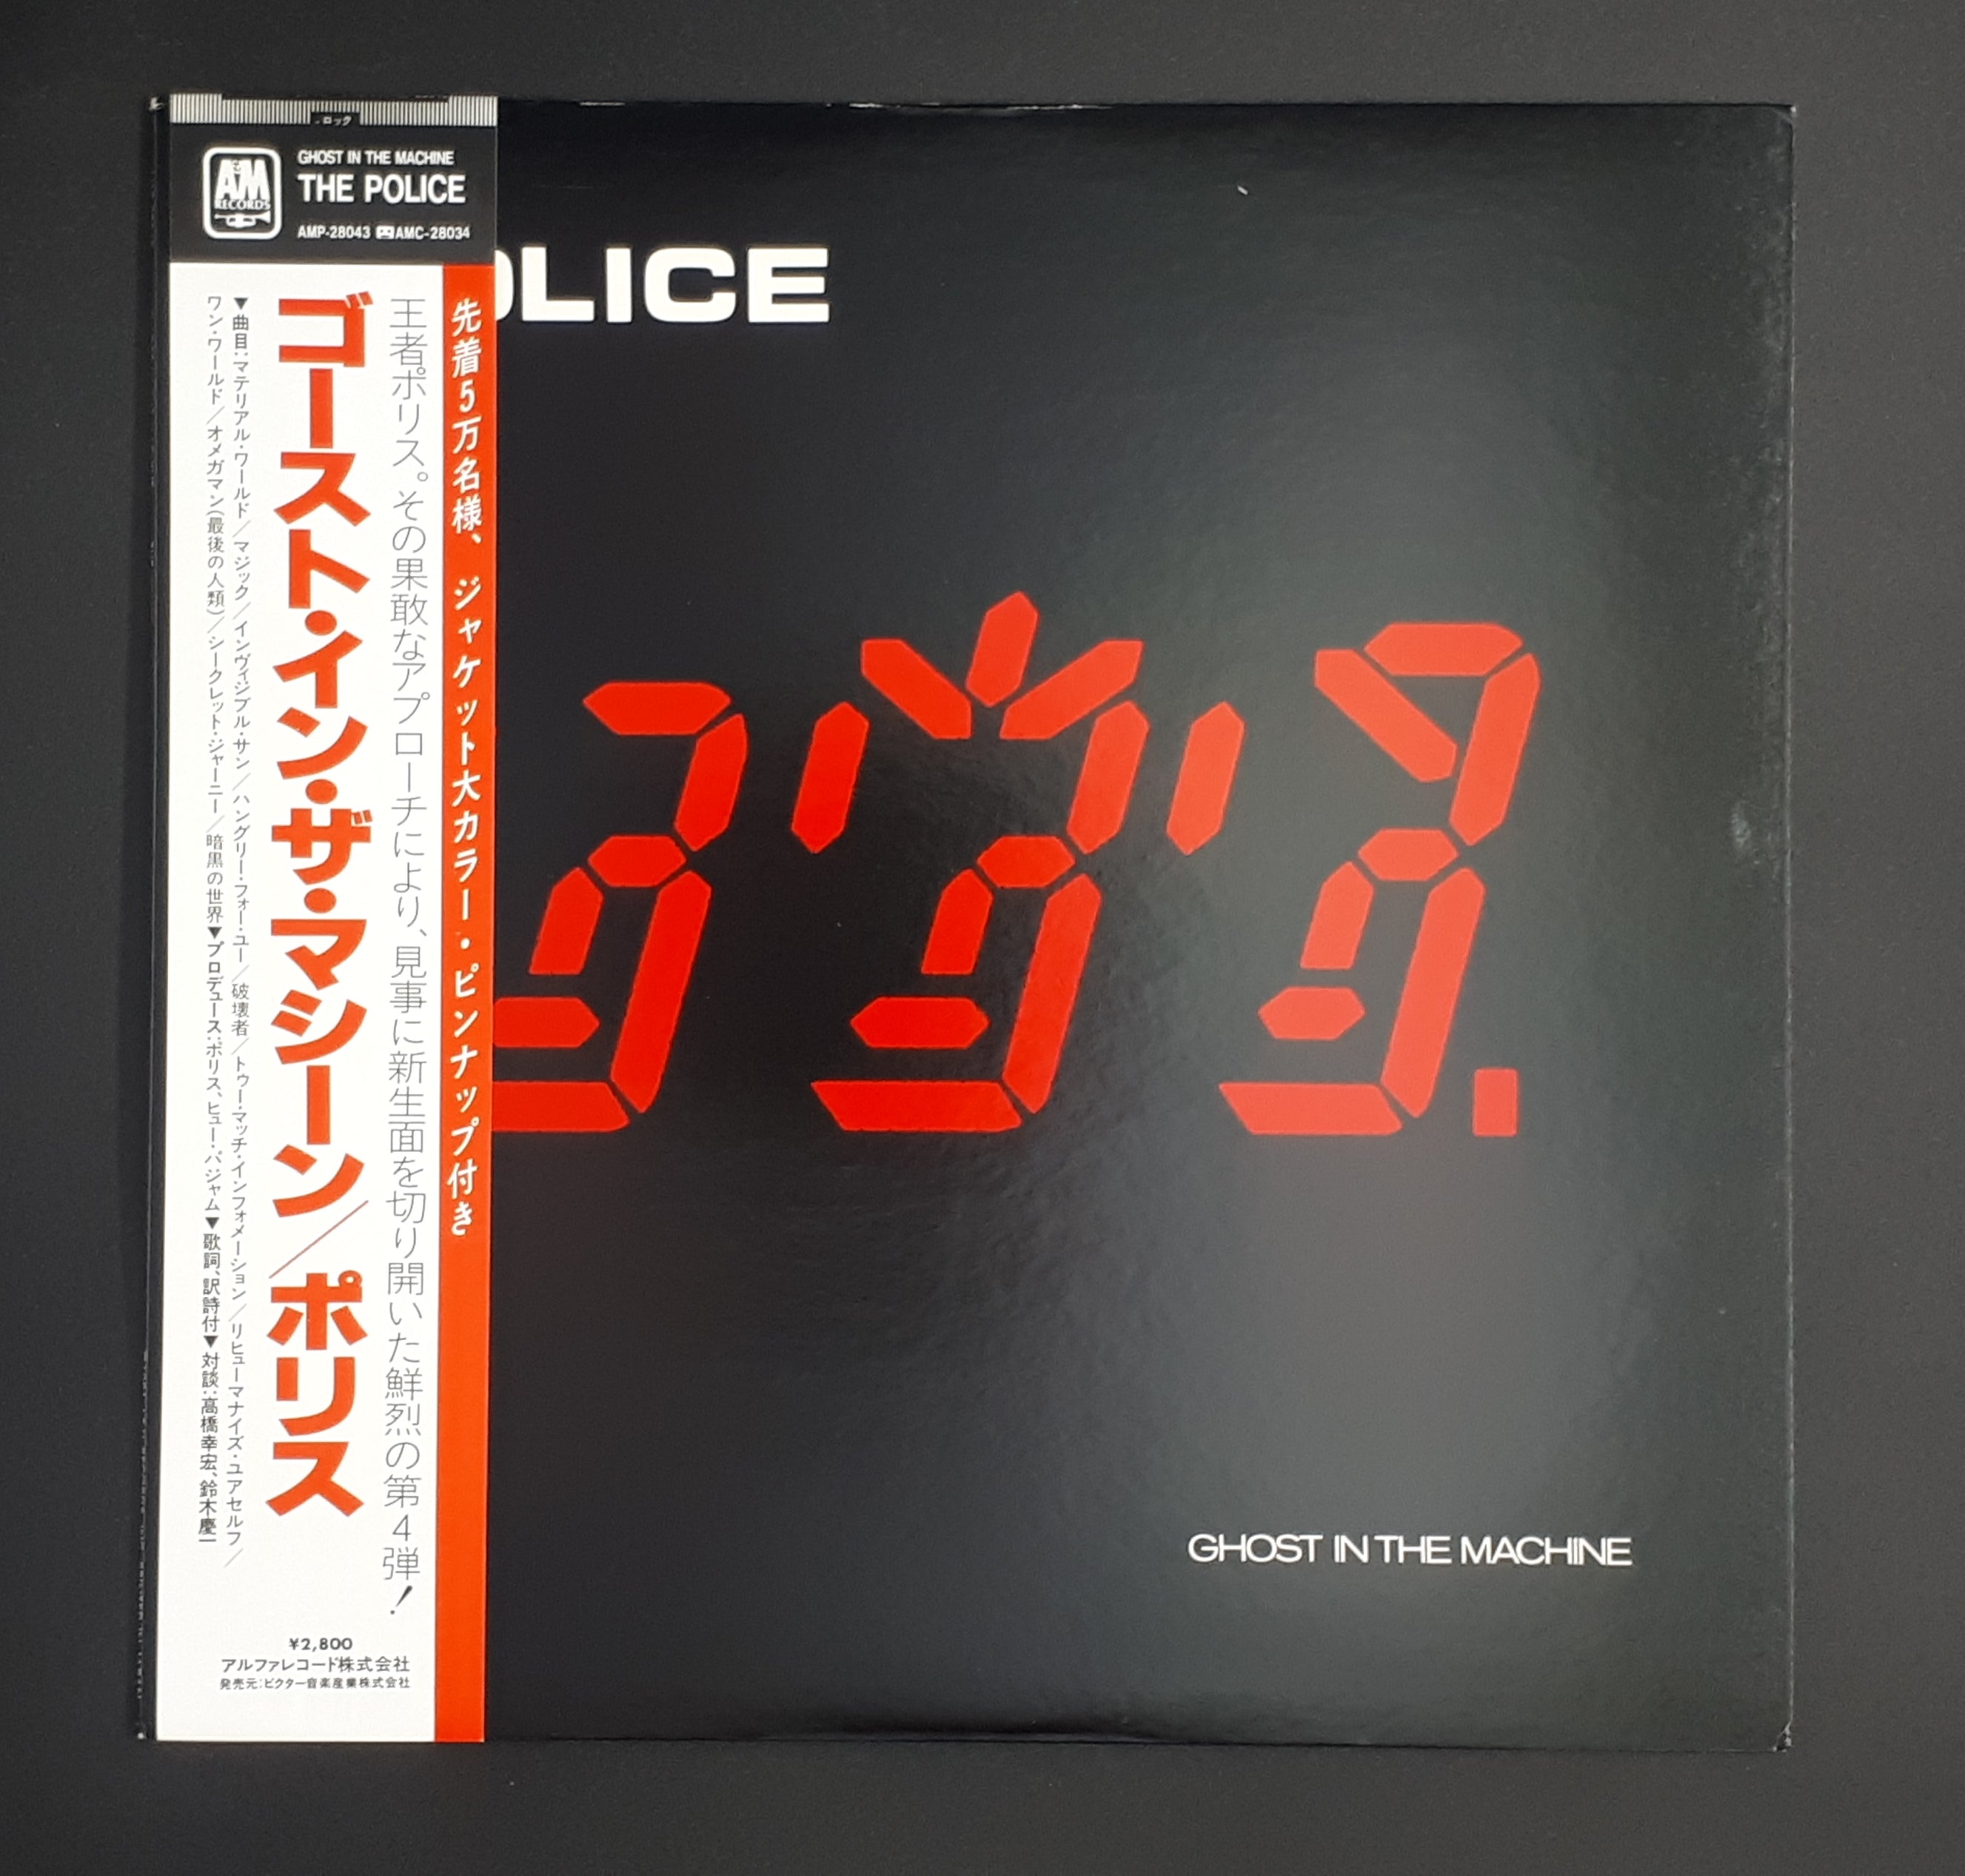 ロック
A&M
RECORDS
GHOST IN THE MACHINE
THE POLICE
AMP-28043 AMC-28034
先着5万名様、 ジャケット大カラー・ピンナップ付き
王者ポリス。その果敢なアプローチにより、見事に新生面を切り開いた鮮烈の第4弾!
ゴースト・イン・ザ・マシーン/ポリス
▼曲目:マテリアル・ワールド/マジック/インヴィジブル・サン/ハングリー・フォー・ユー/破壊者/トゥー・マッチ・インフォメーション/リヒューマナイズ・ユアセルフ/
ワン・ワールド/オメガマン(最後の人類)/シークレット・ジャーニー/暗黒の世界▼プロデュース:ポリス、ヒュー・パジャム▼歌詞、訳詩付▼対談:高橋幸宏、鈴木慶一
¥2,800
アルファレコード株式会社
発売元:ビクター音楽産業株式会社
OLICE
GHOST IN THE MACHINE